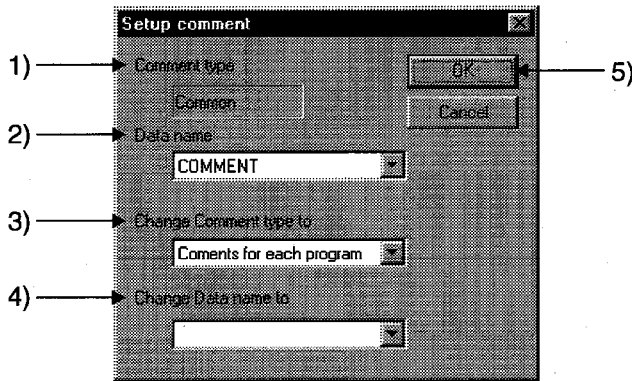 Setup comment
1) Comment type
Common
2) Data name
COMMENT
3) Change Comment type to
Coments for each program
4) Change Data name to
OK
5)
Cancel